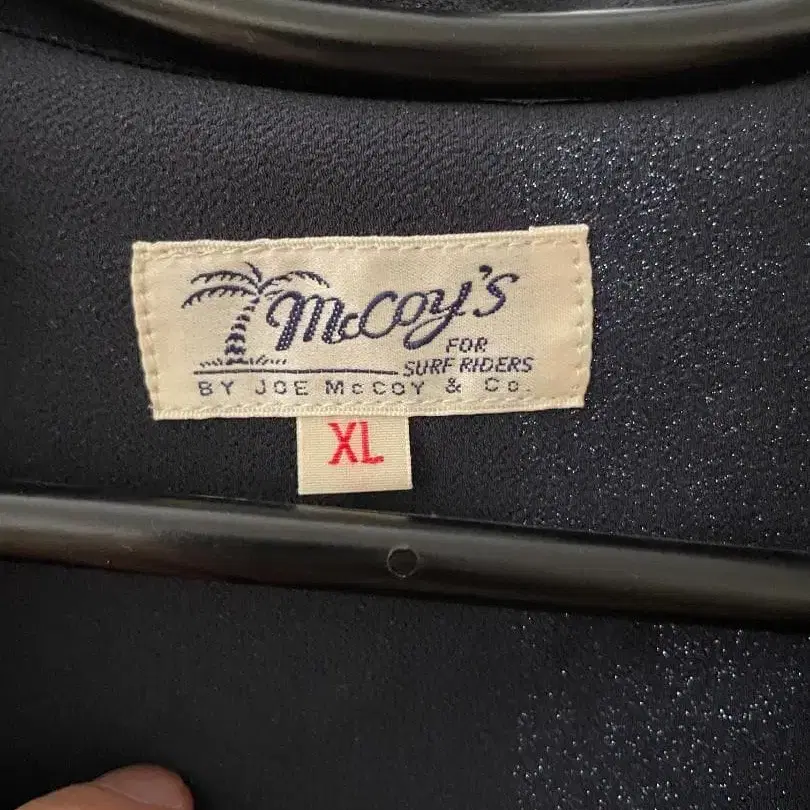 McCoy's
FOR
SURF RIDERS
BY JOE McCOY & Co.
XL